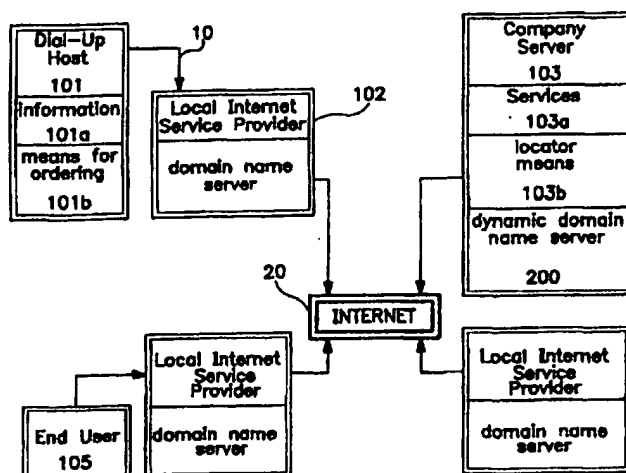 Dial-Up
Host
101
information
101a
means for
ordering
101b
10
Local Internet
Service Provider
domain name
server
102
Company
Server
103
Services
103a
locator
means
103b
dynamic domain
name server
200
20
INTERNET
End User
105
Local Internet
Service
Provider
domain name
server
Local Internet
Service
Provider
domain name
server